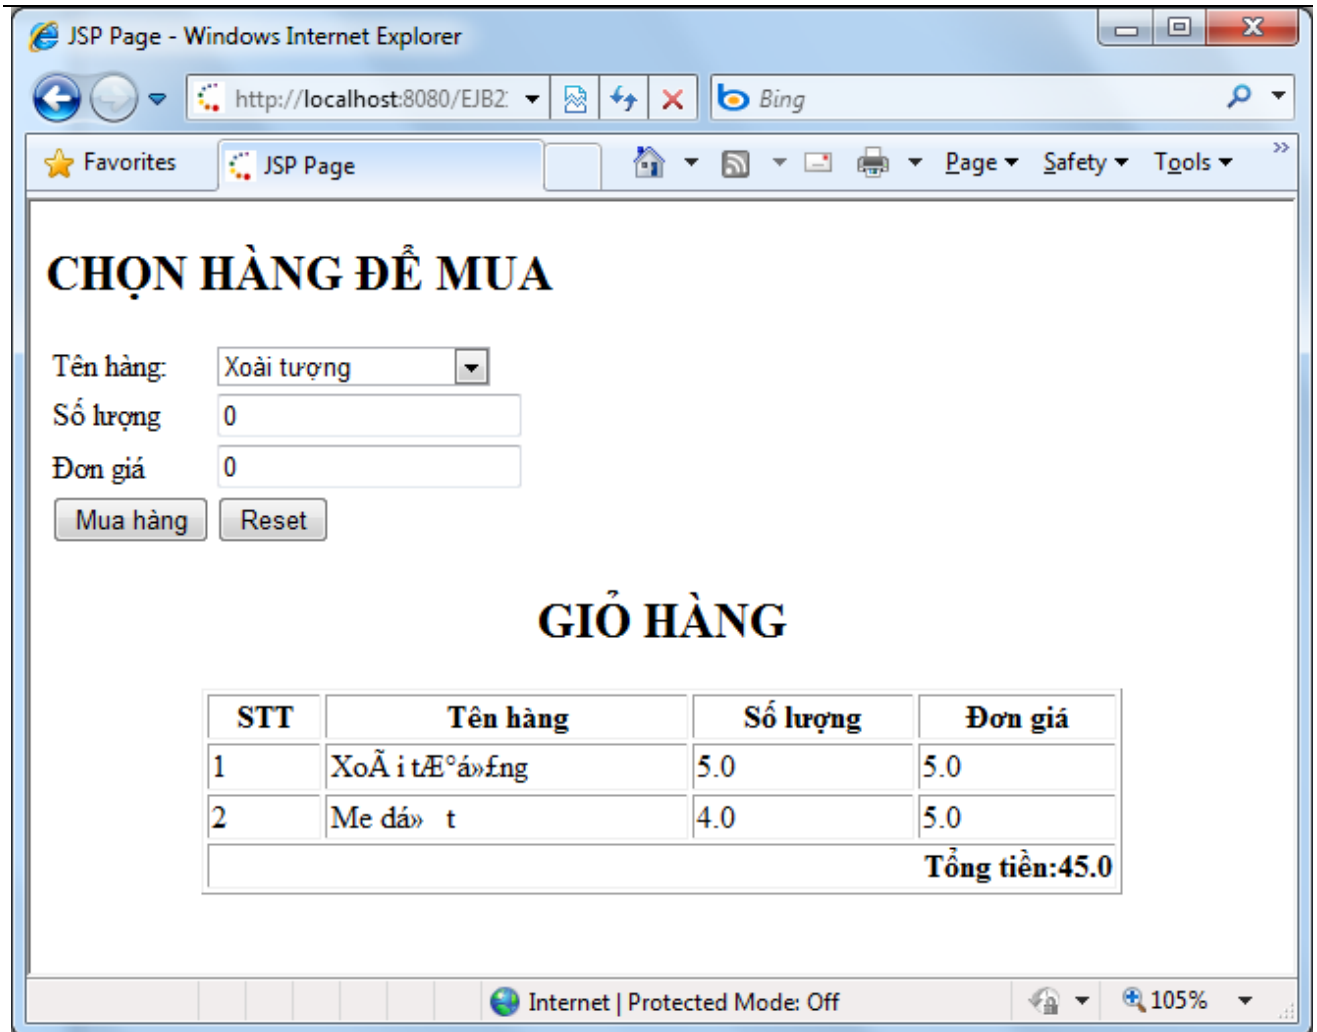 JSP Page - Windows Internet Explorer
http://localhost:8080/EJB2 Bing
Favorites JSP Page Page Safety Tools »
CHỌN HÀNG ĐỂ MUA
Tên hàng: Xoài tượng
Số lượng 0
Đơn giá 0
Mua hàng Reset
GIỎ HÀNG
STT Tên hàng Số lượng Đơn giá
1 XoÃ i tÆ°á»£ng 5.0 5.0
2 Me dá» t 4.0 5.0
Tổng tiền:45.0
Internet | Protected Mode: Off 105%